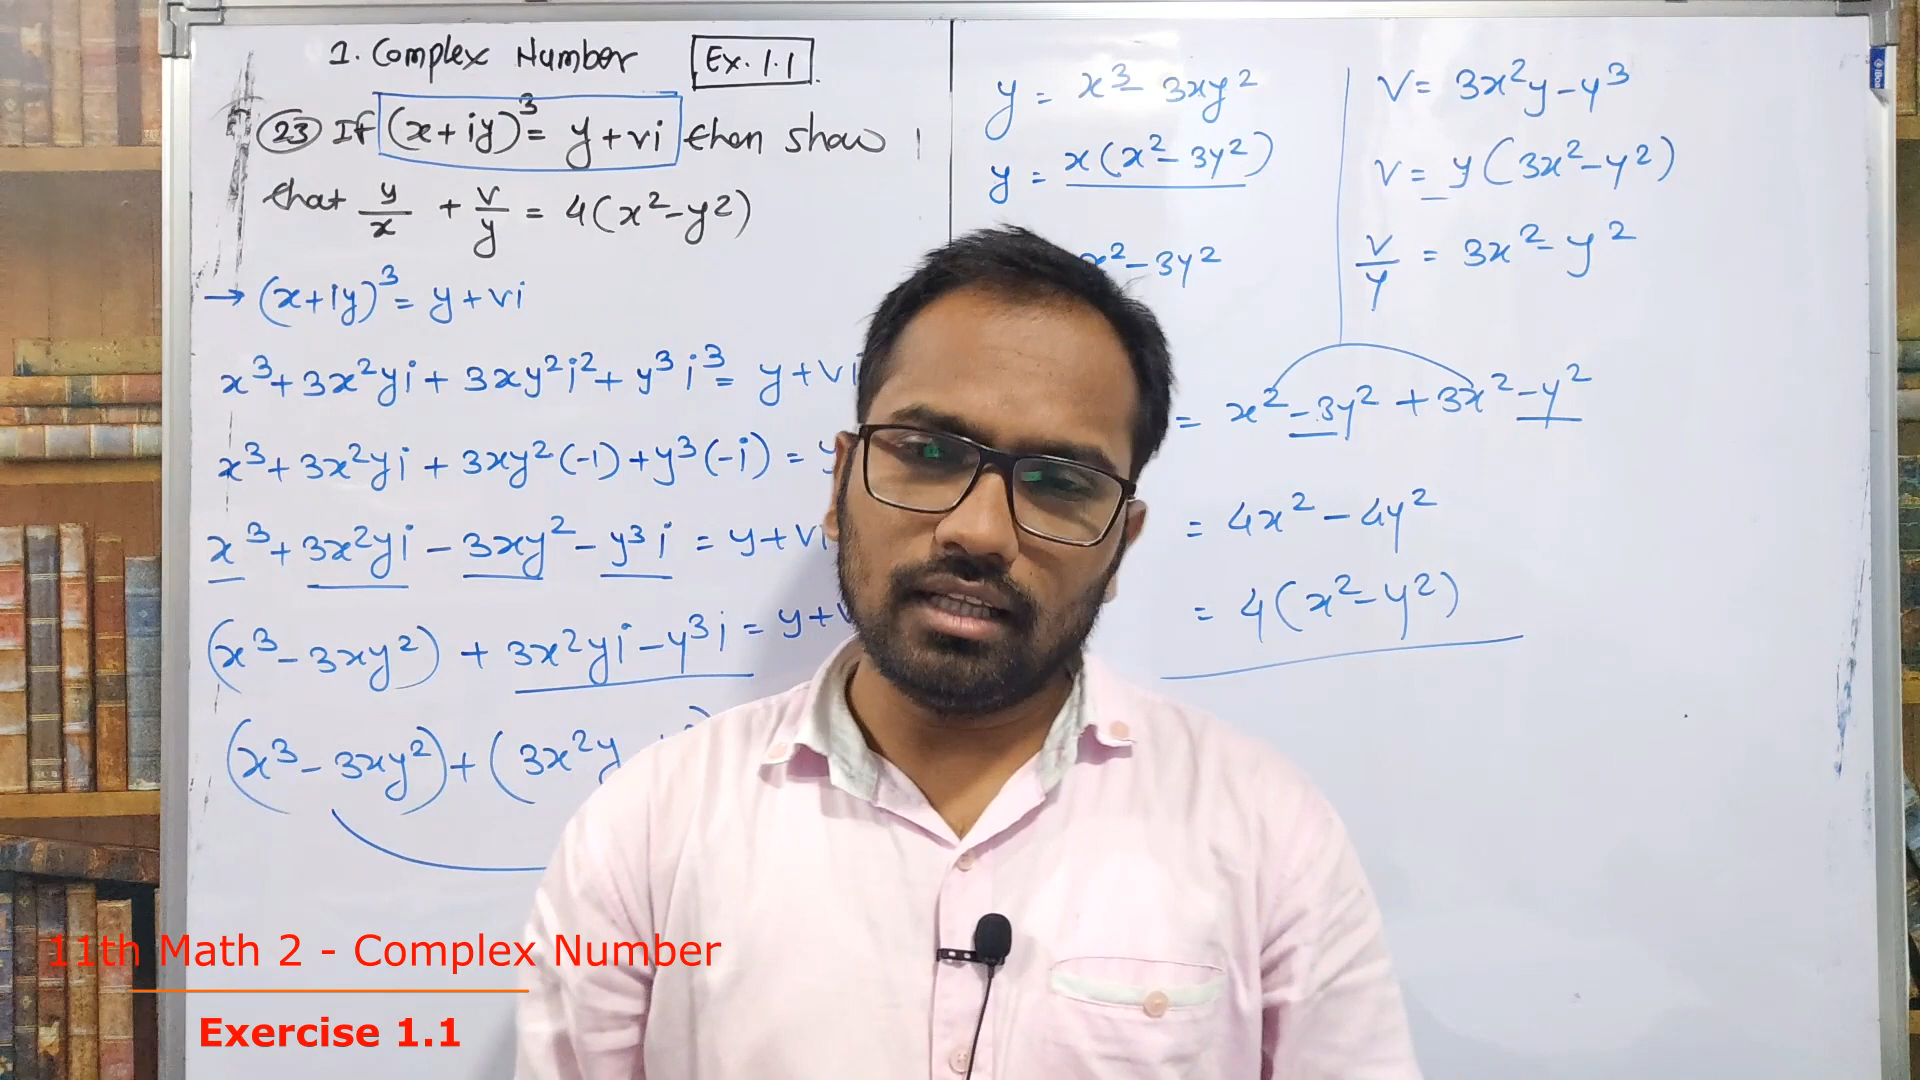 1. Complex Number Ex. 1.1
(23) If (x+iy)³ = y+vi then show
that y/x + v/y = 4(x²-y²)
→ (x+iy)³ = y+vi
x³+3x²yi+3xy²i²+y³i³ = y+vi
x³+3x²yi+3xy²(-1)+y³(-i) = y
x³+3x²yi-3xy²-y³i = y+vi
(x³-3xy²)+3x²yi-y³i = y+v
(x³-3xy²)+(3x²y
y = x³-3xy²
y = x(x²-3y²)
x²-3y²
V = 3x²y-y³
V = y(3x²-y²)
V/y = 3x²-y²
= x²-3y²+3x²-y²
= 4x²-4y²
= 4(x²-y²)
11th Math 2 - Complex Number
Exercise 1.1